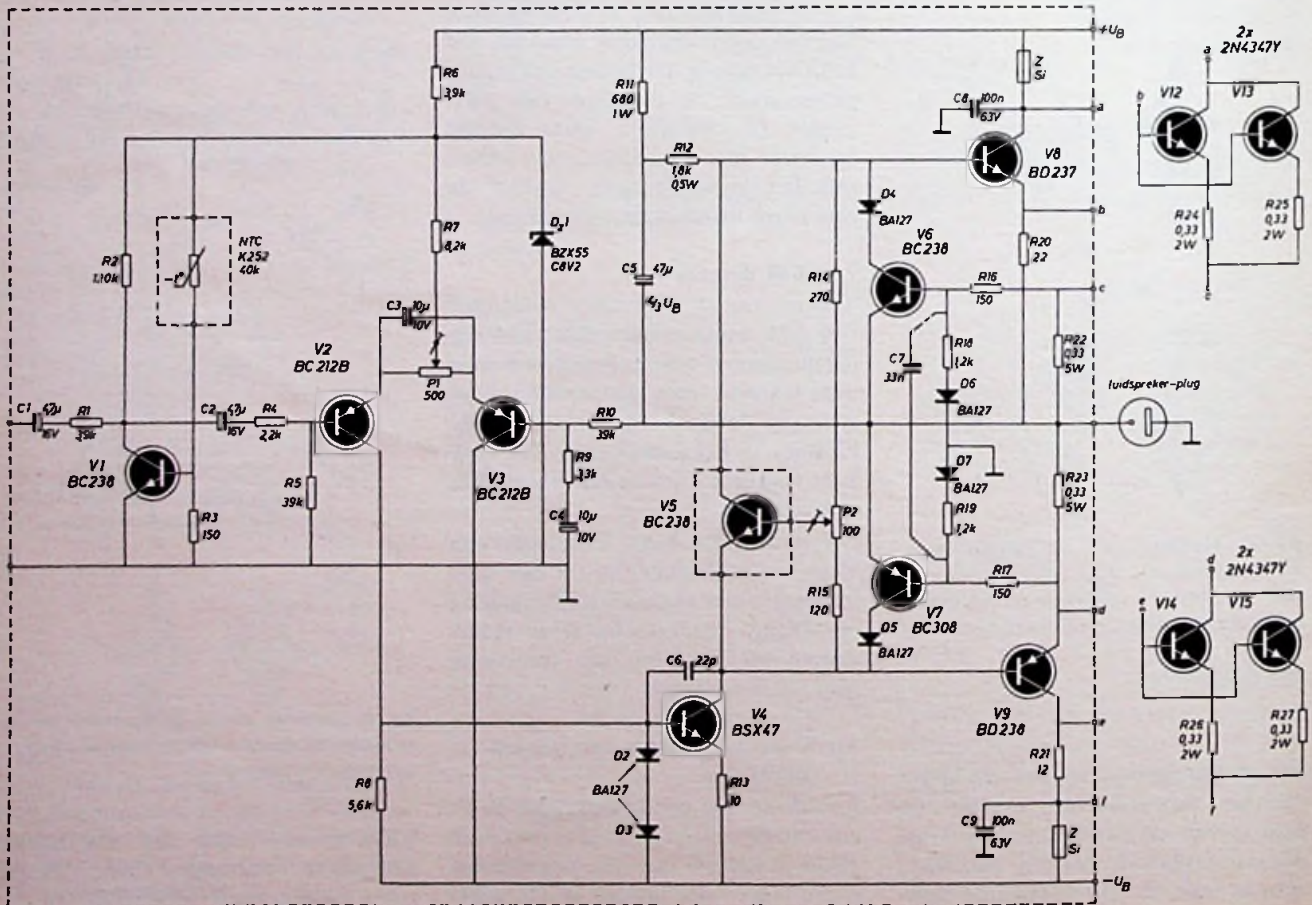 +UB
2x
2N4347Y
Z
Si
R6
3,9k
R11
680
1W
C8
100n
63V
a
a
b
V12
V13
R12
1,8k
0,5W
V8
BD237
D4
BA127
b
R24
0,33
2W
R25
0,33
2W
NTC
K252
40k
R7
8,2k
Dz1
BZX55
C8V2
V6
BC238
R20
22
R2
C5
47µ
R14
270
R16
150
c
c
C3
10µ
10V
V2
BC212B
P1
500
C7
33n
R18
1,2k
D6
BA127
R22
0,33
5W
luidspreker-plug
C1
47µ
16V
R1
C2
47µ
16V
R4
2,2k
R10
39k
V1
BC238
R5
39k
V3
BC212B
R9
3,3k
C4
10µ
10V
V5
BC238
P2
100
D7
BA127
R19
1,2k
R23
0,33
5W
R3
150
R17
150
d
2x
2N4347Y
R15
120
V7
BC308
D5
BA127
d
e
V14
V15
C6
22p
V4
BSX47
V9
BD238
e
R8
5,6k
D2
BA127
D3
R13
10
R21
12
R26
0,33
2W
R27
0,33
2W
C9
100n
63V
f
f
Z
Si
-UB